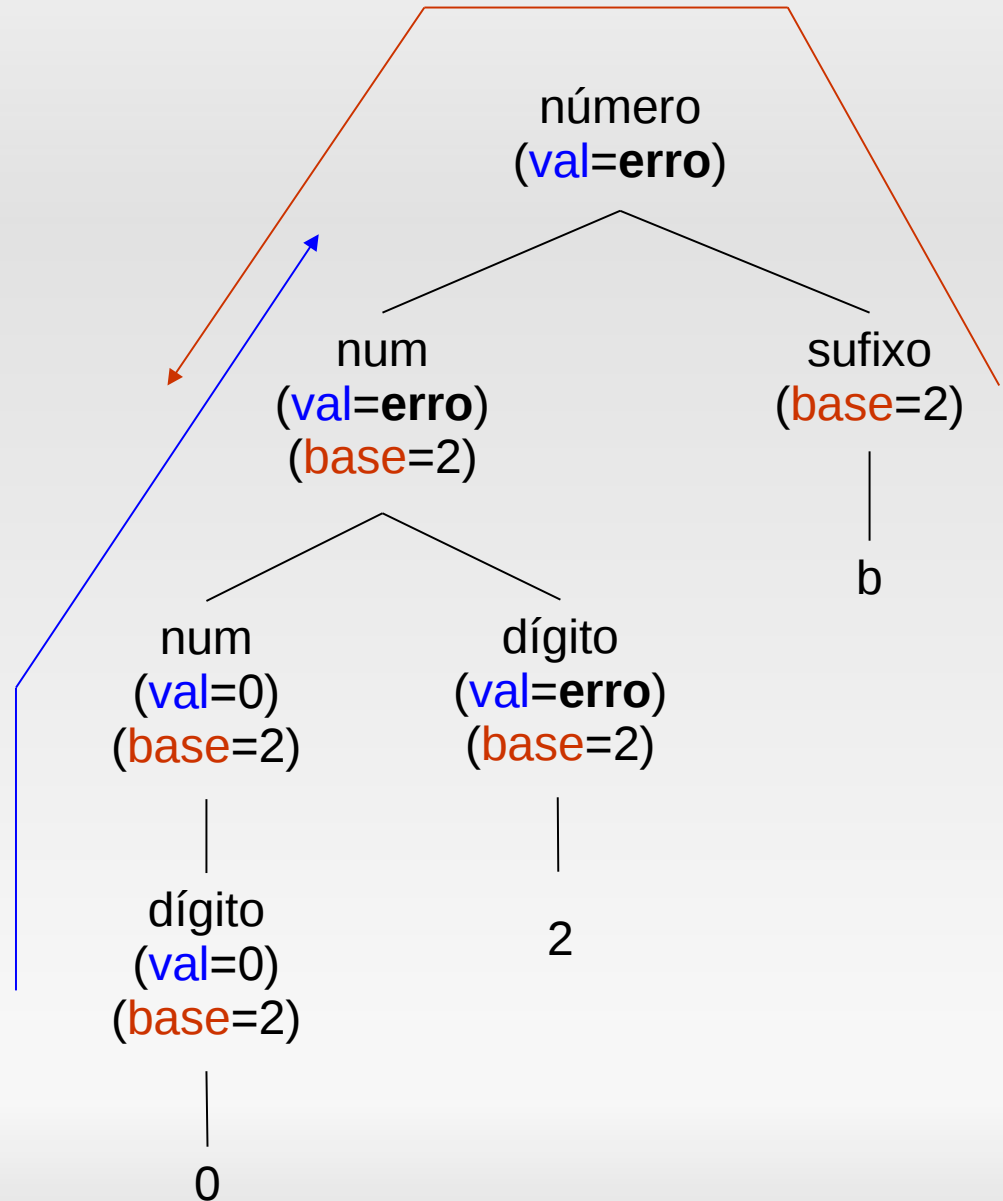 número
(val=erro)
num
(val=erro)
(base=2)
sufixo
(base=2)
b
num
(val=0)
(base=2)
dígito
(val=erro)
(base=2)
2
dígito
(val=0)
(base=2)
0